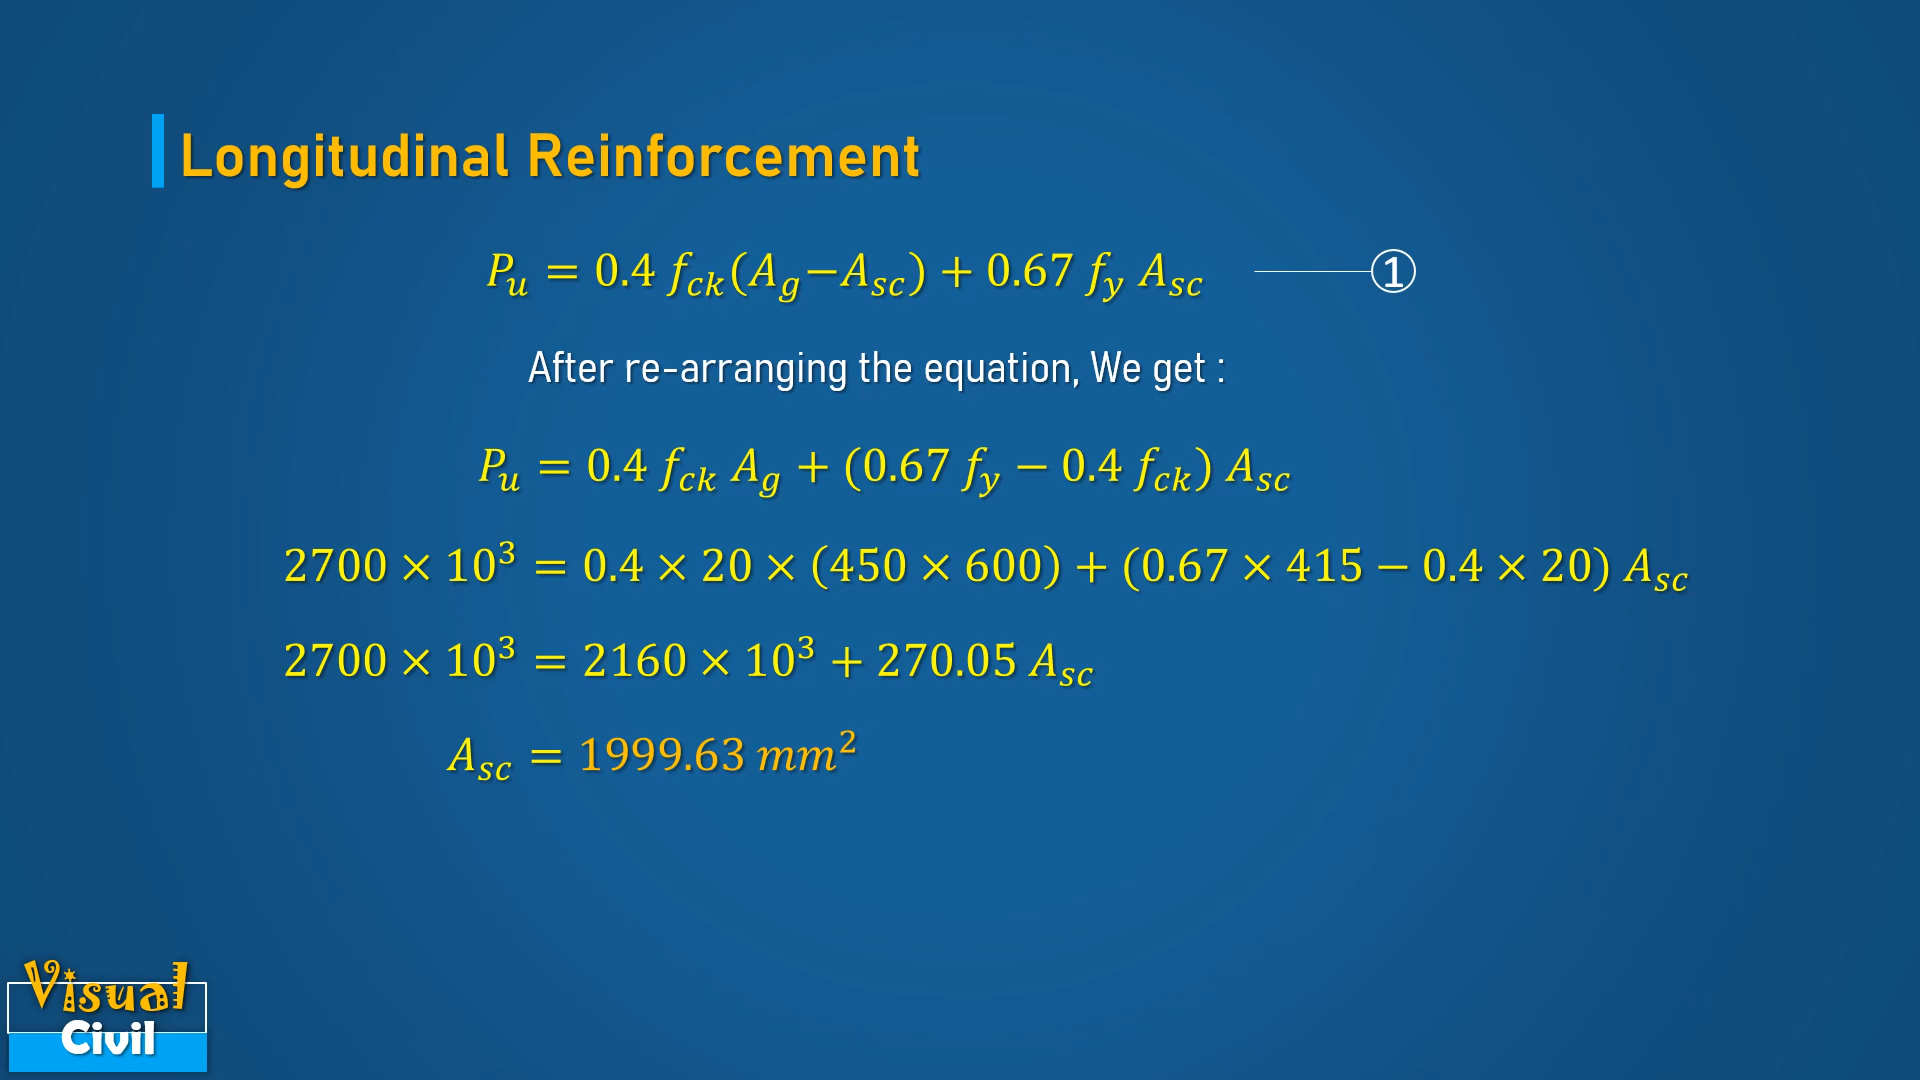 Longitudinal Reinforcement
P_u = 0.4 f_ck(A_g−A_sc) + 0.67 f_y A_sc ①
After re-arranging the equation, We get :
P_u = 0.4 f_ck A_g + (0.67 f_y − 0.4 f_ck) A_sc
2700 × 10³ = 0.4 × 20 × (450 × 600) + (0.67 × 415 − 0.4 × 20) A_sc
2700 × 10³ = 2160 × 10³ + 270.05 A_sc
A_sc = 1999.63 mm²
Visual
Civil